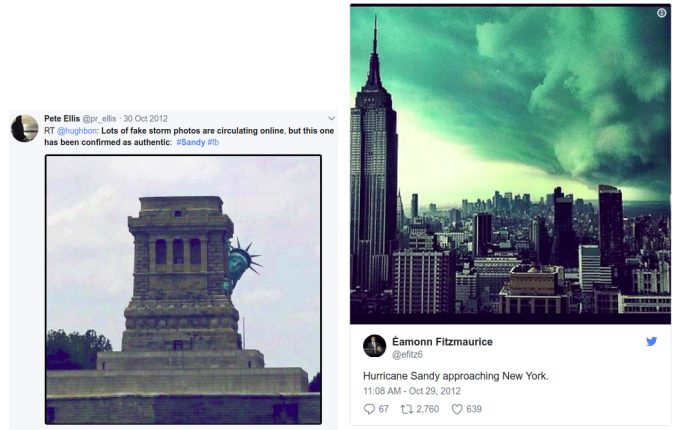 Pete Ellis @pr_ellis · 30 Oct 2012
RT @hughbon: Lots of fake storm photos are circulating online, but this one
has been confirmed as authentic: #Sandy #fb
Éamonn Fitzmaurice
@efitz6
Hurricane Sandy approaching New York.
11:08 AM - Oct 29, 2012
67 2,760 639